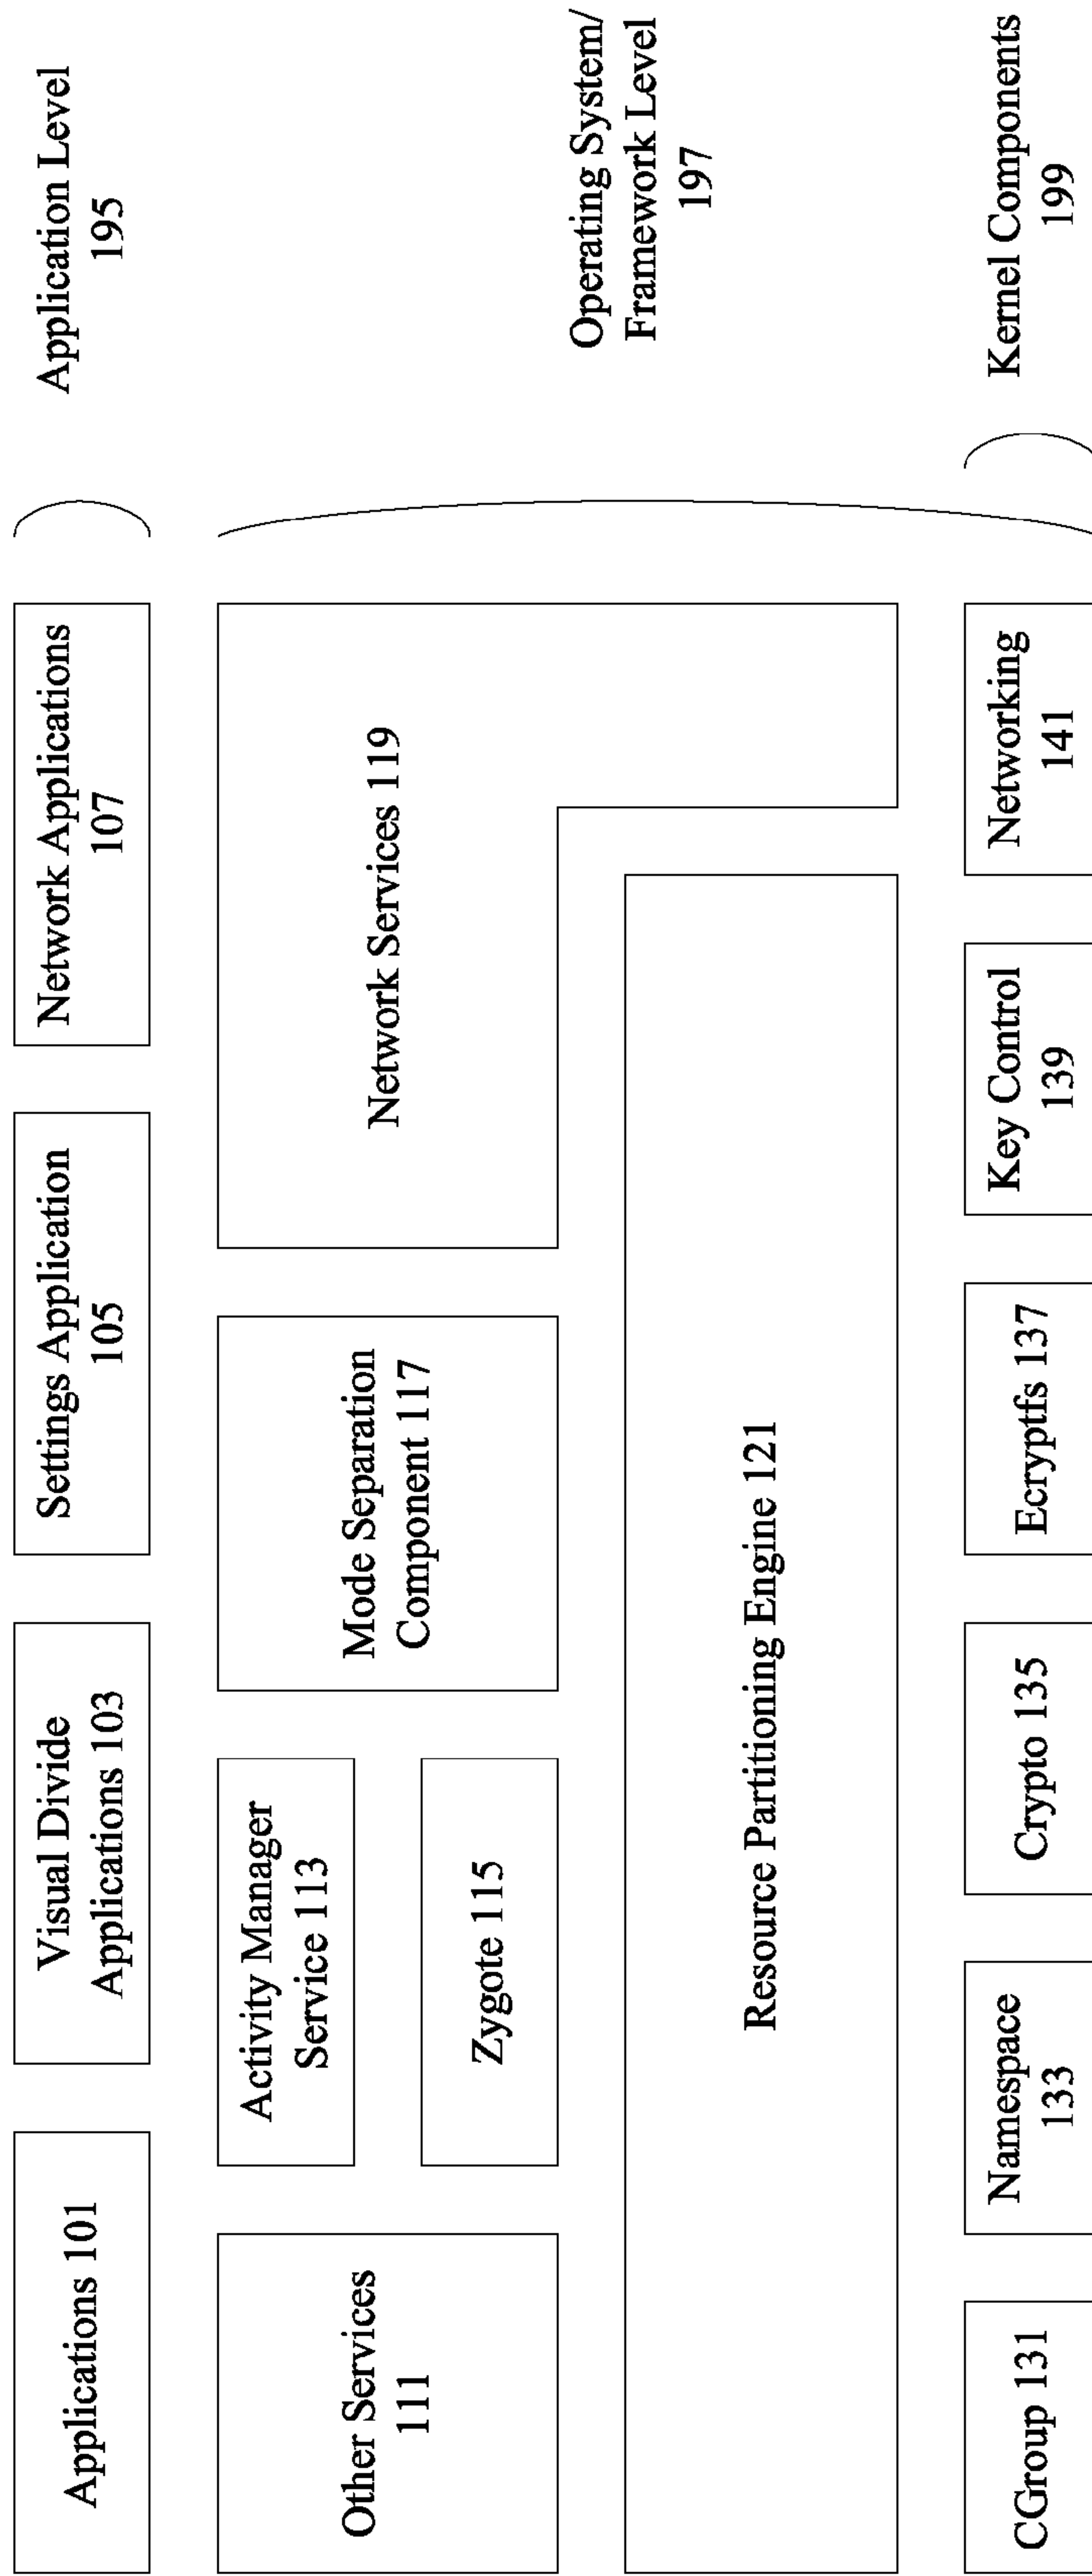 Applications 101
Visual Divide
Applications 103
Settings Application
105
Network Applications
107
Application Level
195
Other Services
111
Activity Manager
Service 113
Zygote 115
Mode Separation
Component 117
Network Services 119
Operating System/
Framework Level
197
Resource Partitioning Engine 121
CGroup 131
Namespace
133
Crypto 135
Ecryptfs 137
Key Control
139
Networking
141
Kernel Components
199